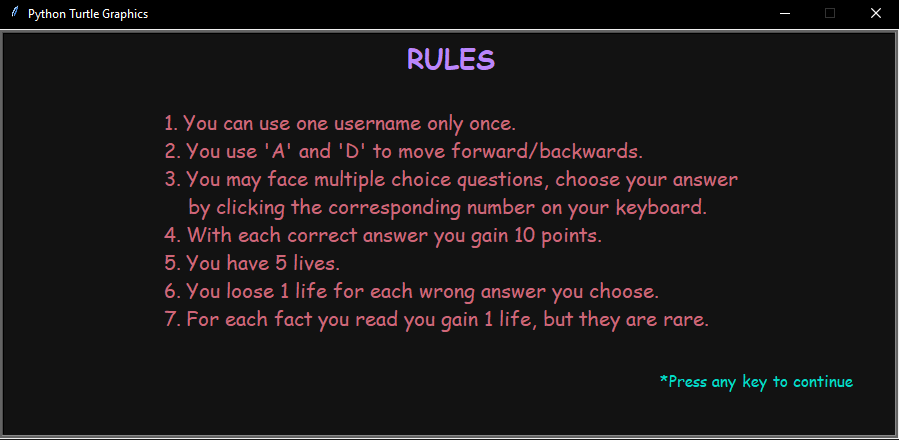 Python Turtle Graphics
RULES
1. You can use one username only once.
2. You use 'A' and 'D' to move forward/backwards.
3. You may face multiple choice questions, choose your answer
by clicking the corresponding number on your keyboard.
4. With each correct answer you gain 10 points.
5. You have 5 lives.
6. You loose 1 life for each wrong answer you choose.
7. For each fact you read you gain 1 life, but they are rare.
*Press any key to continue